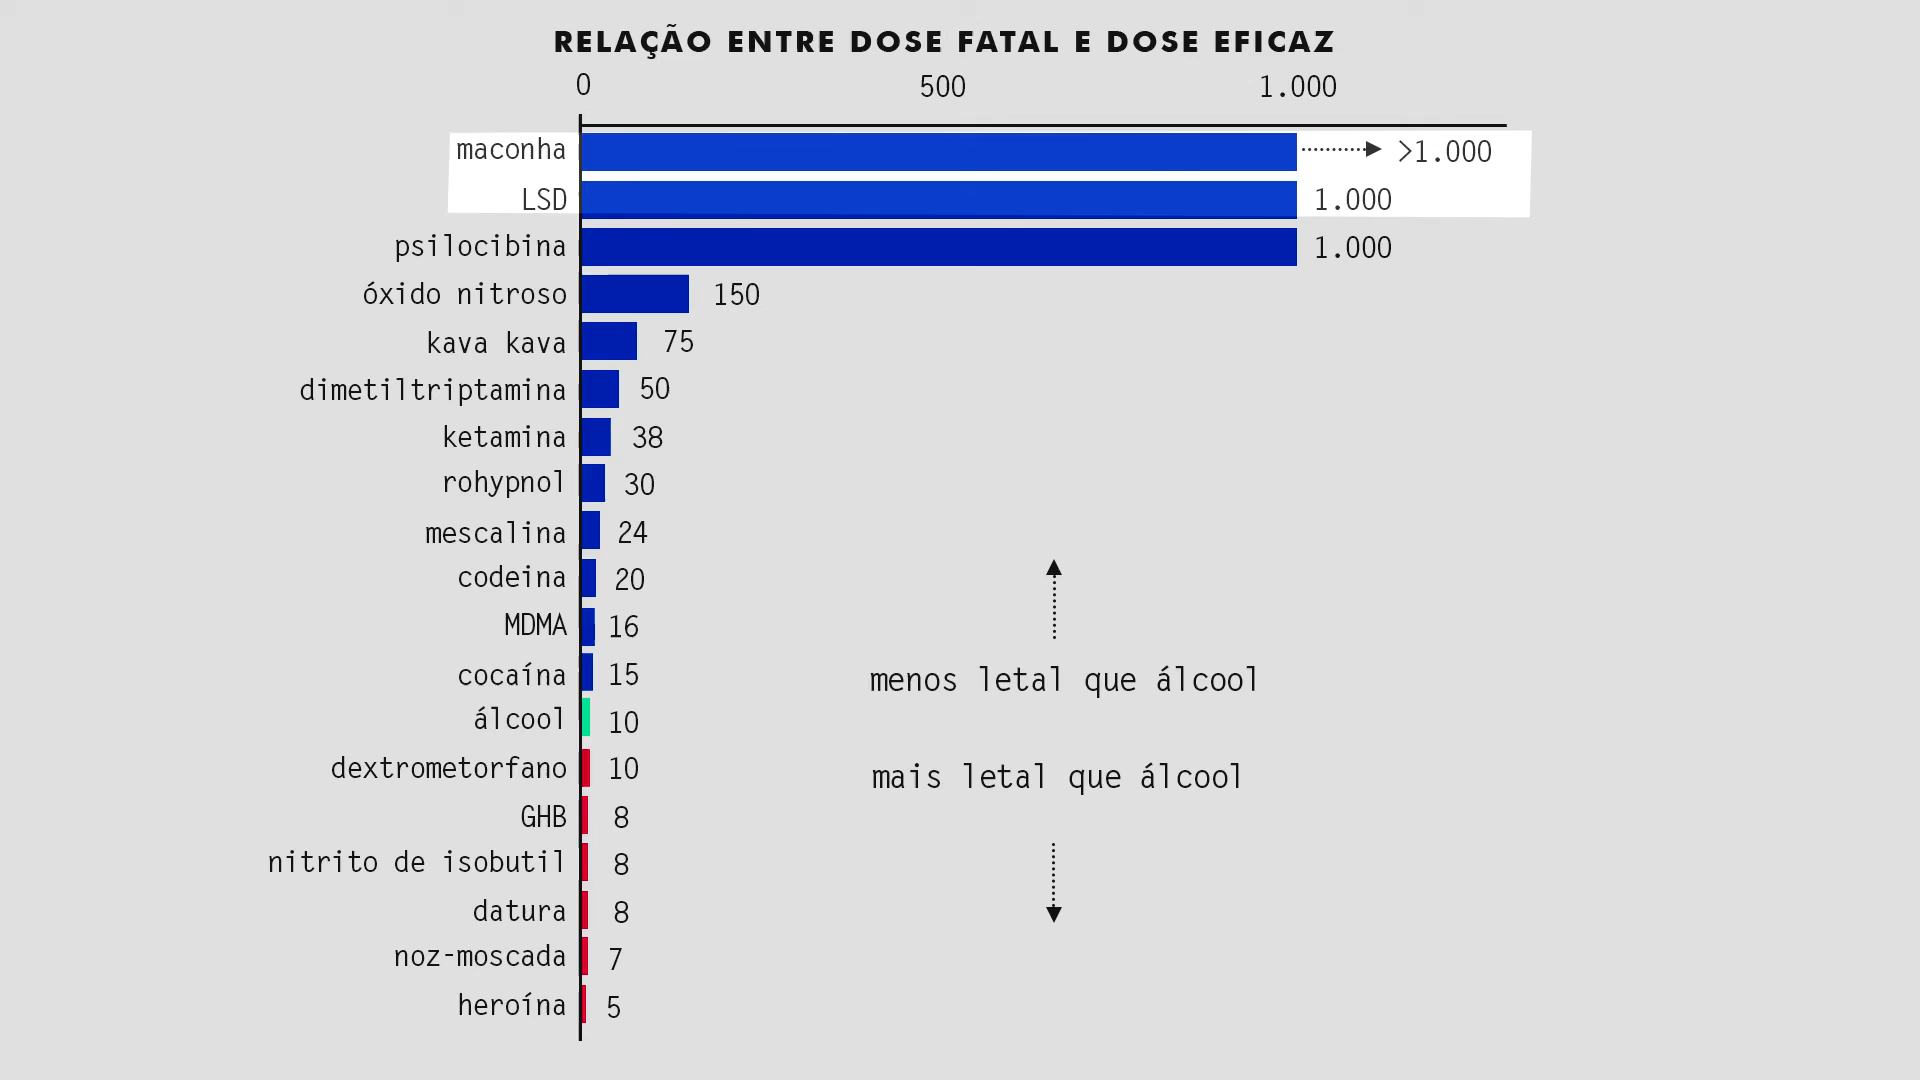 RELAÇÃO ENTRE DOSE FATAL E DOSE EFICAZ
0 500 1.000
maconha >1.000
LSD 1.000
psilocibina 1.000
óxido nitroso 150
kava kava 75
dimetiltriptamina 50
ketamina 38
rohypnol 30
mescalina 24
codeina 20
MDMA 16
cocaína 15
menos letal que álcool
álcool 10
dextrometorfano 10
mais letal que álcool
GHB 8
nitrito de isobutil 8
datura 8
noz-moscada 7
heroína 5